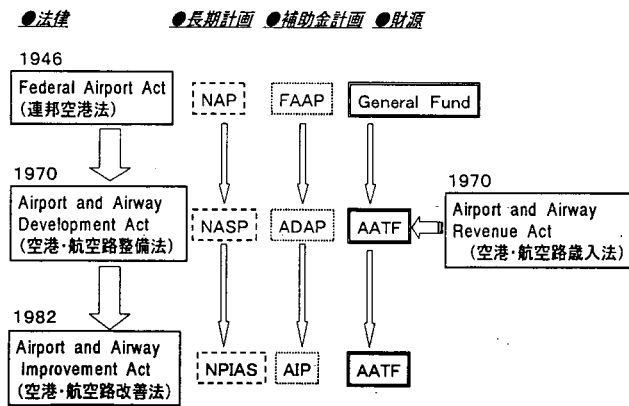 ●法律 ●長期計画 ●補助金計画 ●財源
1946
Federal Airport Act
(連邦空港法)
NAP
FAAP
General Fund
1970
Airport and Airway
Development Act
(空港・航空路整備法)
NASP
ADAP
AATF
1970
Airport and Airway
Revenue Act
(空港・航空路歳入法)
1982
Airport and Airway
Improvement Act
(空港・航空路改善法)
NPIAS
AIP
AATF